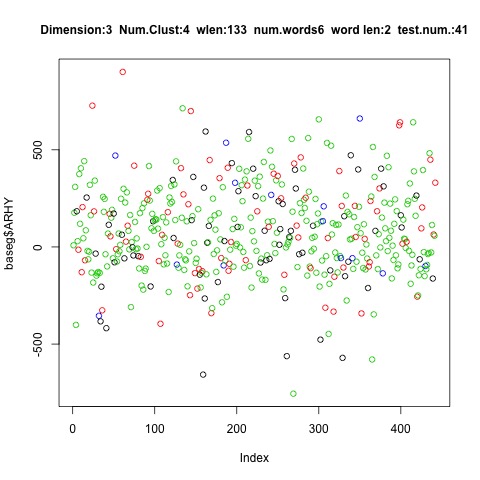 Dimension:3 Num.Clust:4 wlen:133 num.words6 word len:2 test.num.:41
500
0
-500
baseg$ARHY
0 100 200 300 400
Index